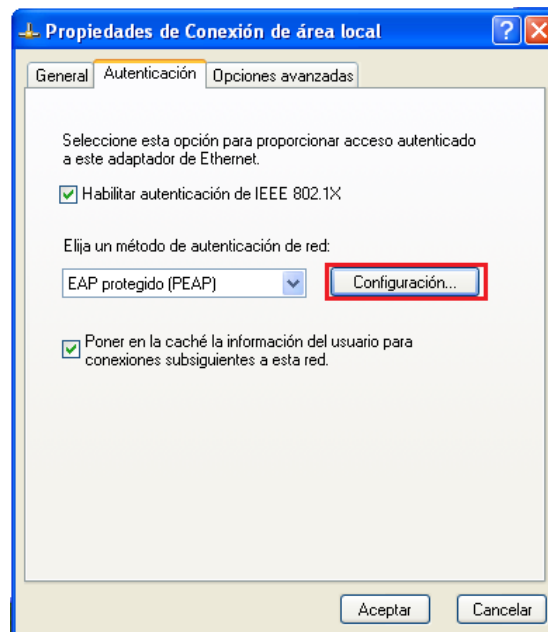 Propiedades de Conexión de área local
General
Autenticación
Opciones avanzadas
Seleccione esta opción para proporcionar acceso autenticado
a este adaptador de Ethernet.
Habilitar autenticación de IEEE 802.1X
Elija un método de autenticación de red:
EAP protegido (PEAP)
Configuración...
Poner en la caché la información del usuario para
conexiones subsiguientes a esta red.
Aceptar
Cancelar